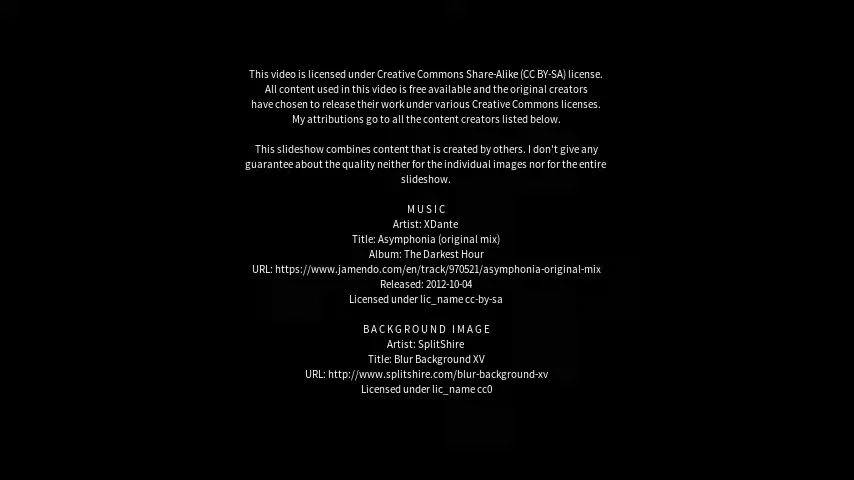 This video is licensed under Creative Commons Share-Alike (CC BY-SA) license.
All content used in this video is free available and the original creators
have chosen to release their work under various Creative Commons licenses.
My attributions go to all the content creators listed below.
This slideshow combines content that is created by others. I don't give any
guarantee about the quality neither for the individual images nor for the entire
slideshow.
MUSIC
Artist: XDante
Title: Asymphonia (original mix)
Album: The Darkest Hour
URL: https://www.jamendo.com/en/track/970521/asymphonia-original-mix
Released: 2012-10-04
Licensed under lic_name cc-by-sa
BACKGROUND IMAGE
Artist: SplitShire
Title: Blur Background XV
URL: http://www.splitshire.com/blur-background-xv
Licensed under lic_name cc0